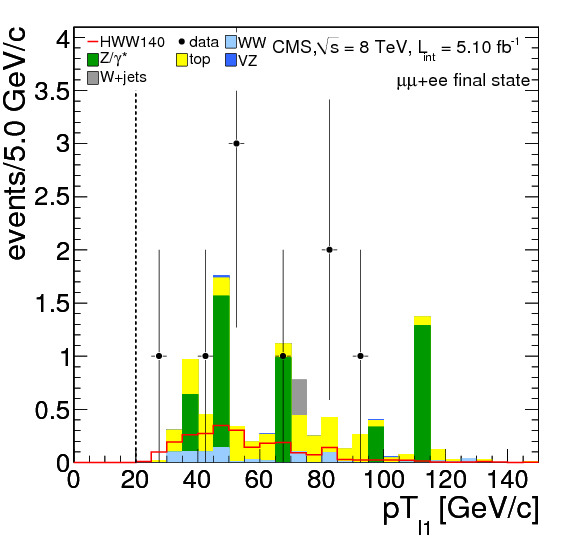 HWW140 data WW CMS,√s = 8 TeV, L_int = 5.10 fb⁻¹
Z/γ* top VZ
W+jets
μμ+ee final state
events/5.0 GeV/c
4
3.5
3
2.5
2
1.5
1
0.5
0
0 20 40 60 80 100 120 140
pT_l1 [GeV/c]